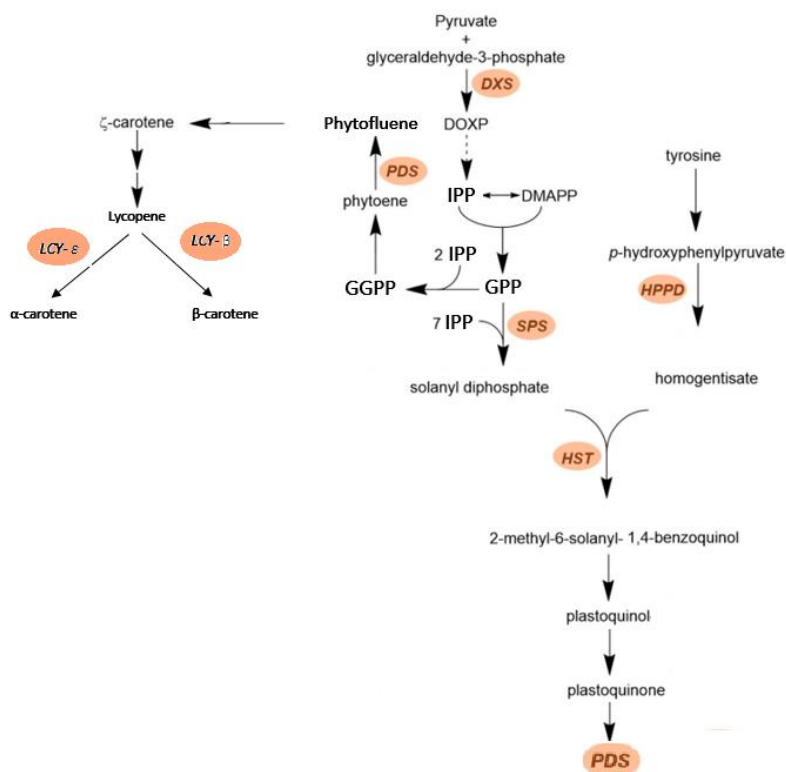 Pyruvate
+
glyceraldehyde-3-phosphate
DXS
ζ-carotene
Phytofluene
DOXP
PDS
tyrosine
phytoene
IPP
DMAPP
Lycopene
LCY-ε
LCY-β
2 IPP
p-hydroxyphenylpyruvate
GGPP
GPP
HPPD
α-carotene
β-carotene
7 IPP
SPS
solanyl diphosphate
homogentisate
HST
2-methyl-6-solanyl- 1,4-benzoquinol
plastoquinol
plastoquinone
PDS